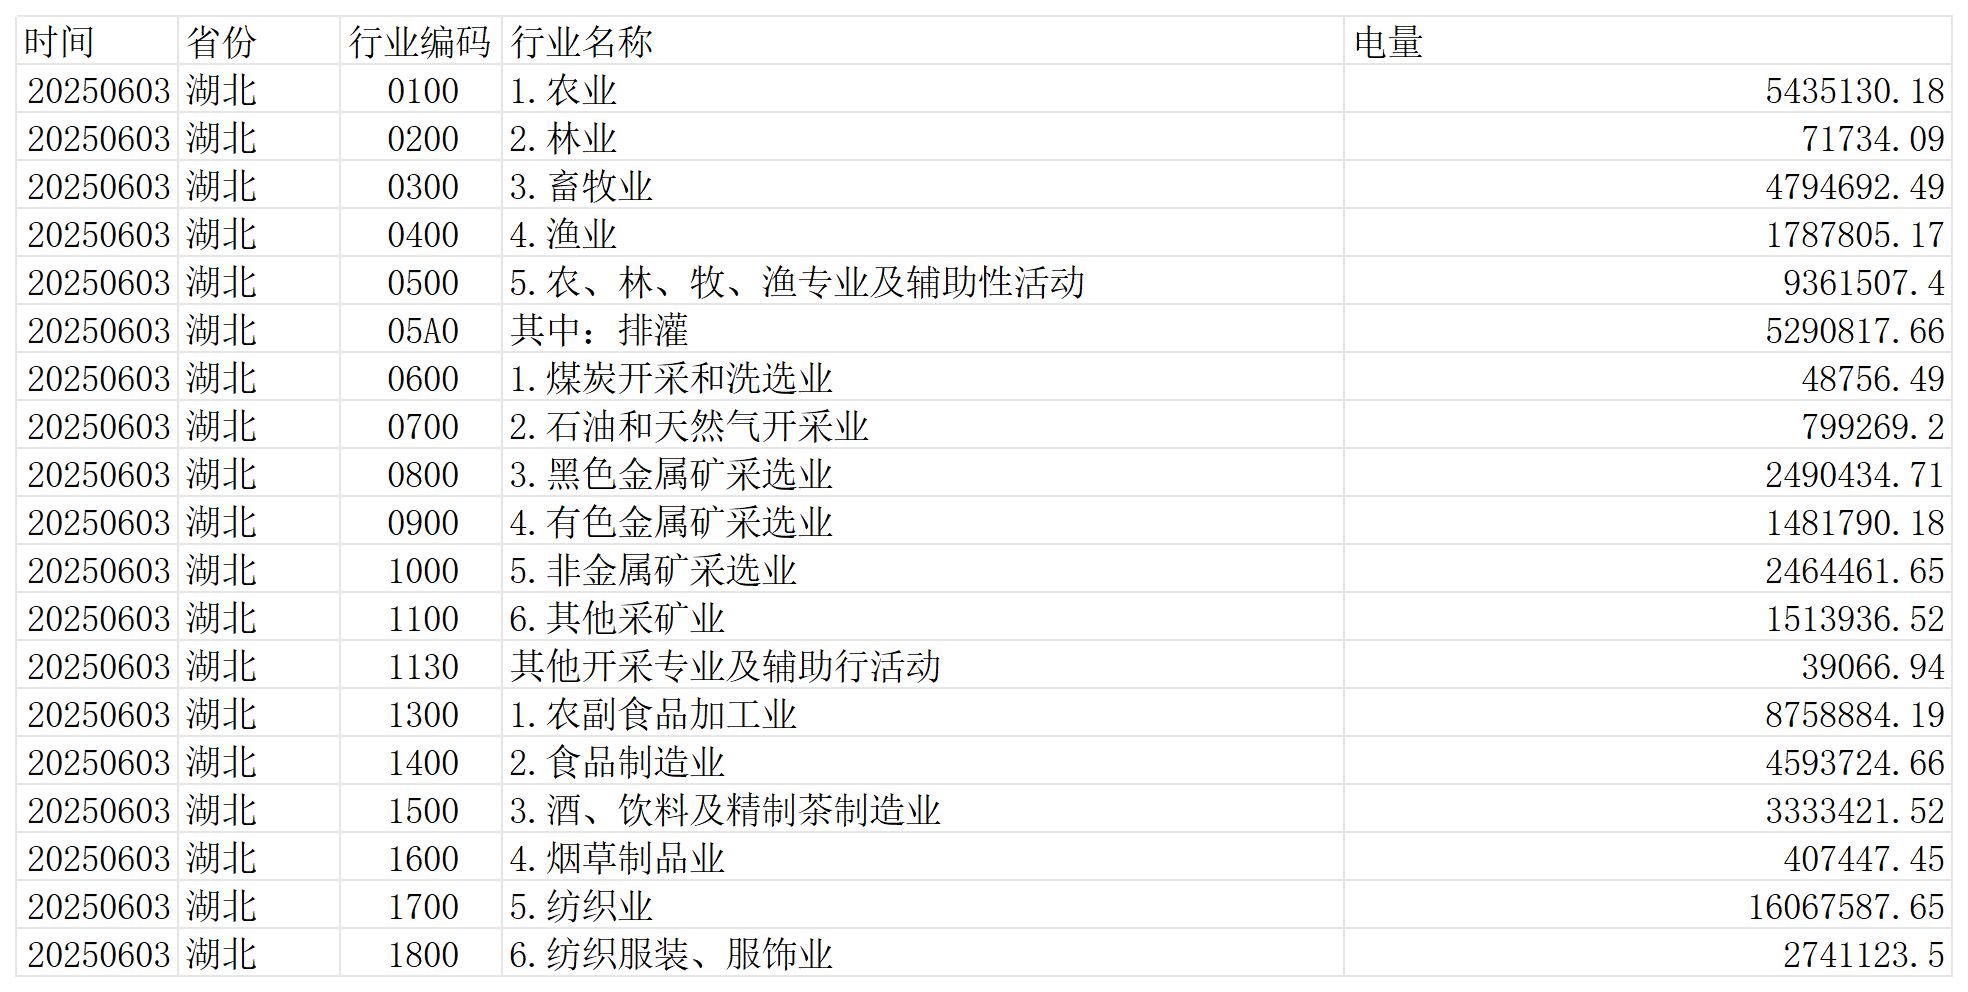 时间 省份 行业编码 行业名称 电量
20250603 湖北 0100 1.农业 5435130.18
20250603 湖北 0200 2.林业 71734.09
20250603 湖北 0300 3.畜牧业 4794692.49
20250603 湖北 0400 4.渔业 1787805.17
20250603 湖北 0500 5.农、林、牧、渔专业及辅助性活动 9361507.4
20250603 湖北 05A0 其中：排灌 5290817.66
20250603 湖北 0600 1.煤炭开采和洗选业 48756.49
20250603 湖北 0700 2.石油和天然气开采业 799269.2
20250603 湖北 0800 3.黑色金属矿采选业 2490434.71
20250603 湖北 0900 4.有色金属矿采选业 1481790.18
20250603 湖北 1000 5.非金属矿采选业 2464461.65
20250603 湖北 1100 6.其他采矿业 1513936.52
20250603 湖北 1130 其他开采专业及辅助行活动 39066.94
20250603 湖北 1300 1.农副食品加工业 8758884.19
20250603 湖北 1400 2.食品制造业 4593724.66
20250603 湖北 1500 3.酒、饮料及精制茶制造业 3333421.52
20250603 湖北 1600 4.烟草制品业 407447.45
20250603 湖北 1700 5.纺织业 16067587.65
20250603 湖北 1800 6.纺织服装、服饰业 2741123.5